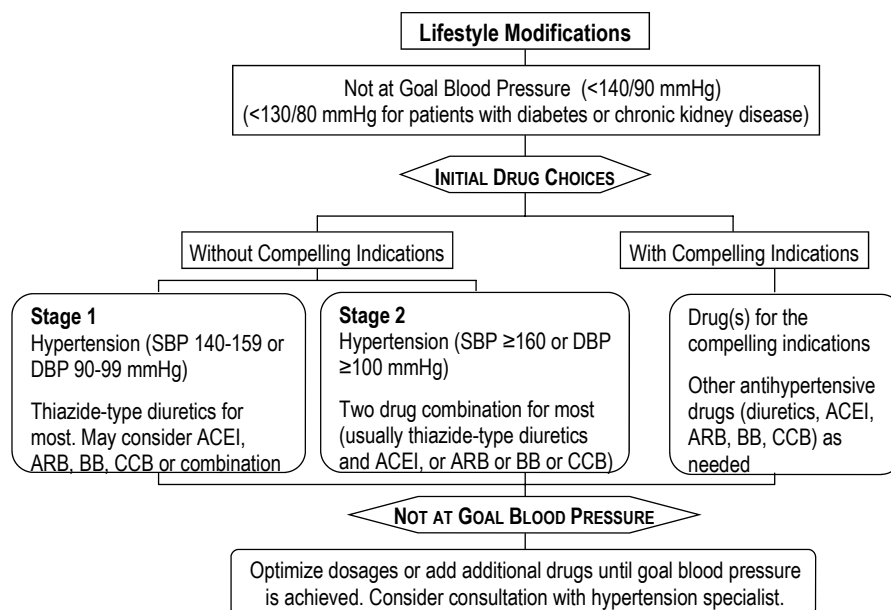 Lifestyle Modifications
Not at Goal Blood Pressure (<140/90 mmHg)
(<130/80 mmHg for patients with diabetes or chronic kidney disease)
INITIAL DRUG CHOICES
Without Compelling Indications
With Compelling Indications
Stage 1
Hypertension (SBP 140-159 or
DBP 90-99 mmHg)
Thiazide-type diuretics for
most. May consider ACEI,
ARB, BB, CCB or combination
Stage 2
Hypertension (SBP ≥160 or DBP
≥100 mmHg)
Two drug combination for most
(usually thiazide-type diuretics
and ACEI, or ARB or BB or CCB)
Drug(s) for the
compelling indications
Other antihypertensive
drugs (diuretics, ACEI,
ARB, BB, CCB) as
needed
NOT AT GOAL BLOOD PRESSURE
Optimize dosages or add additional drugs until goal blood pressure
is achieved. Consider consultation with hypertension specialist.